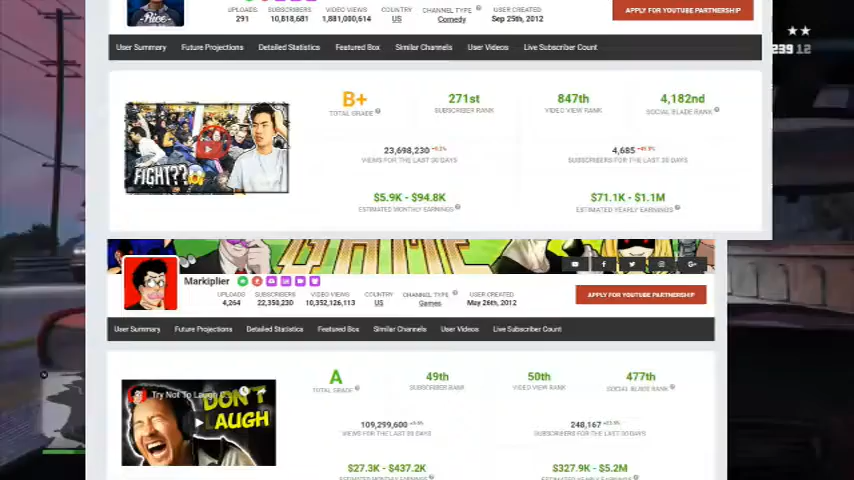 UPLOADS SUBSCRIBERS VIDEO VIEWS COUNTRY CHANNEL TYPE USER CREATED
291 10,818,681 1,881,000,614 US Comedy Sep 25th, 2012
APPLY FOR YOUTUBE PARTNERSHIP
User Summary Future Projections Detailed Statistics Featured Box Similar Channels User Videos Live Subscriber Count
B+ 271st 847th 4,182nd
TOTAL GRADE SUBSCRIBER RANK VIDEO VIEW RANK SOCIAL BLADE RANK
FIGHT??
23,698,230 4,685
VIEWS FOR THE LAST 30 DAYS SUBSCRIBERS FOR THE LAST 30 DAYS
$5.9K - $94.8K $71.1K - $1.1M
ESTIMATED MONTHLY EARNINGS ESTIMATED YEARLY EARNINGS
GAME
Markiplier
UPLOADS SUBSCRIBERS VIDEO VIEWS COUNTRY CHANNEL TYPE USER CREATED
4,264 22,350,230 10,352,126,113 US Games May 26th, 2012
APPLY FOR YOUTUBE PARTNERSHIP
User Summary Future Projections Detailed Statistics Featured Box Similar Channels User Videos Live Subscriber Count
A 49th 50th 477th
TOTAL GRADE SUBSCRIBER RANK VIDEO VIEW RANK SOCIAL BLADE RANK
Try Not To Laugh
DON'T
LAUGH
109,299,600 248,167
VIEWS FOR THE LAST 30 DAYS SUBSCRIBERS FOR THE LAST 30 DAYS
$27.3K - $437.2K $327.9K - $5.2M
ESTIMATED MONTHLY EARNINGS ESTIMATED YEARLY EARNINGS